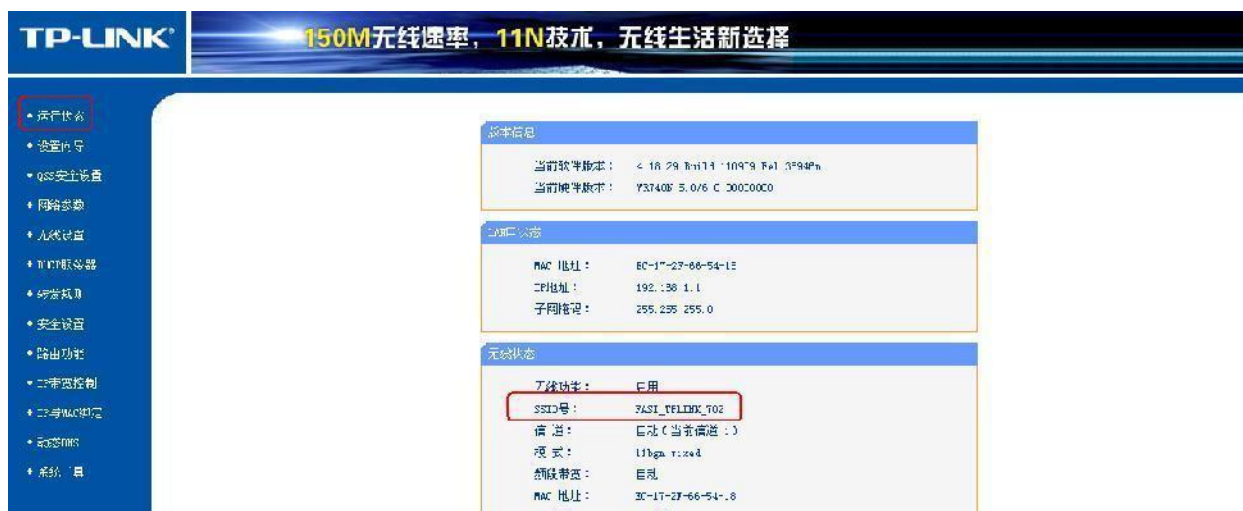 TP-LINK®
150M无线速率，11N技术，无线生活新选择
运行状态
设置向导
QSS安全设置
网络参数
无线设置
DHCP服务器
转发规则
安全设置
路由功能
IP带宽控制
IP与MAC绑定
动态DNS
系统工具
版本信息
当前软件版本：
当前硬件版本：
LAN口状态
MAC 地址：
IP地址： 192.168.1.1
子网掩码： 255.255.255.0
无线状态
无线功能： 启用
SSID号：
信 道： 自动(当前信道
模 式： 11bgn mixed
频段带宽： 自动
MAC 地址：